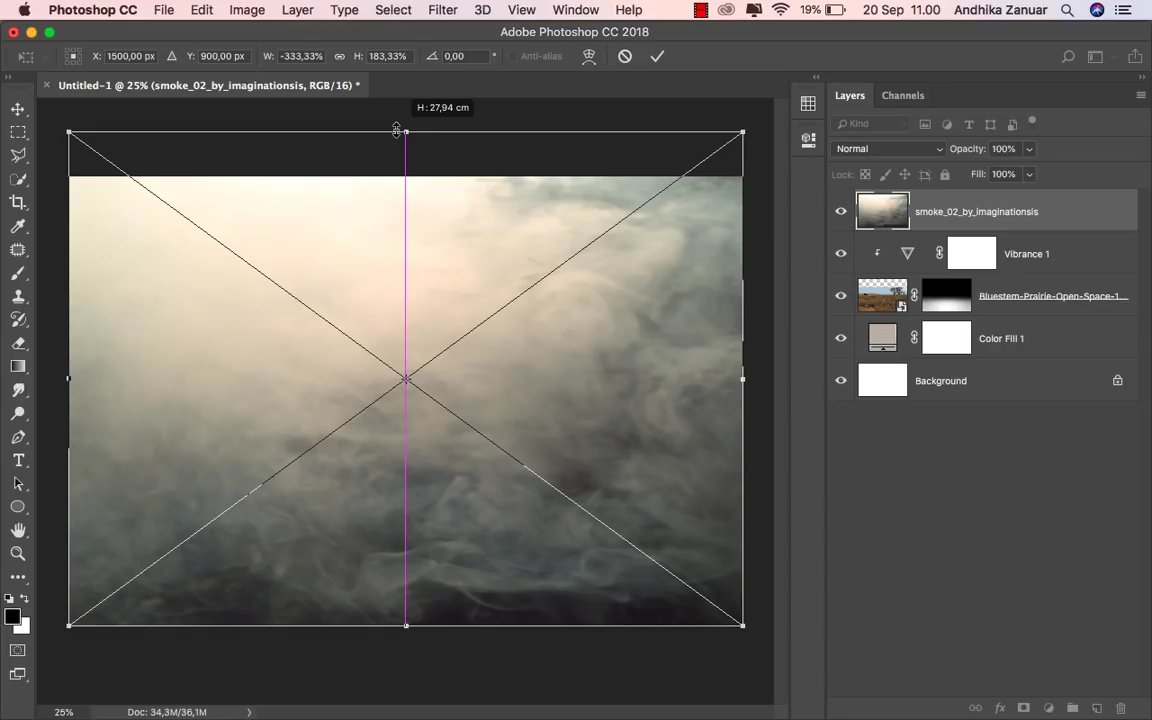 Photoshop CC File Edit Image Layer Type Select Filter 3D View Window Help 19% 20 Sep 11.00 Andhika Zanuar
Adobe Photoshop CC 2018
X: 1500,00 px Y: 900,00 px W: -333,33% H: 183,33% 0,00 ° Anti-alias
× Untitled-1 @ 25% (smoke_02_by_imaginationsis, RGB/16) *
H: 27,94 cm
Layers Channels
Kind
Normal Opacity: 100%
Lock: Fill: 100%
smoke_02_by_imaginationsis
Vibrance 1
Bluestem-Prairie-Open-Space-1...
Color Fill 1
Background
T
fx
25% Doc: 34,3M/36,1M